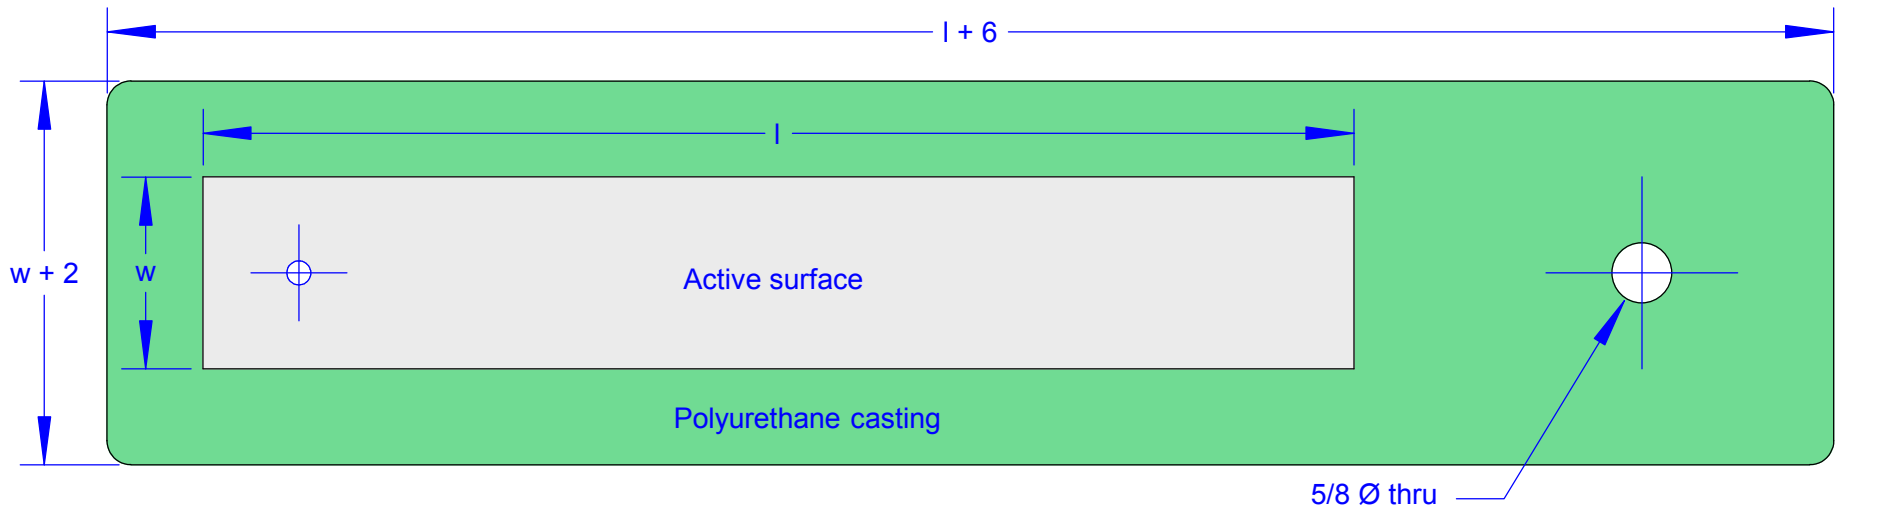 l + 6
l
w + 2
w
Active surface
Polyurethane casting
5/8 Ø thru